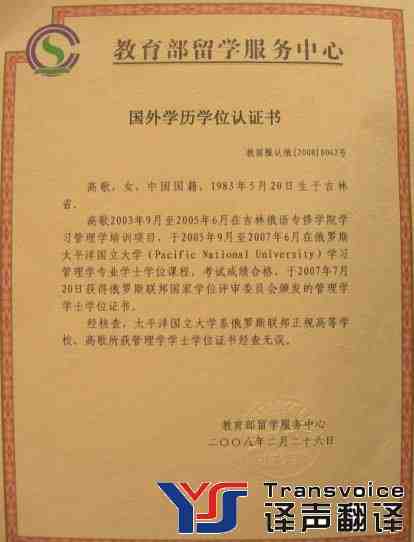 教育部留学服务中心
国外学历学位认证书
教留服认俄[2008]0042号
高歌，女，中国国籍，1983年5月20日生于吉林
省。
高歌2003年9月至2005年6月在吉林俄语专修学院学
习管理学培训项目，于2005年9月至2007年6月在俄罗斯
太平洋国立大学（Pacific National University）学习
管理学专业学士学位课程，考试成绩合格，于2007年7月
20日获得俄罗斯联邦国家学位评审委员会颁发的管理学
学士学位证书。
经核查，太平洋国立大学系俄罗斯联邦正规高等学
校，高歌所获管理学学士学位证书经查无误。
教育部留学服务中心
二〇〇八年二月二十六日
YS
Transvoice
译声翻译